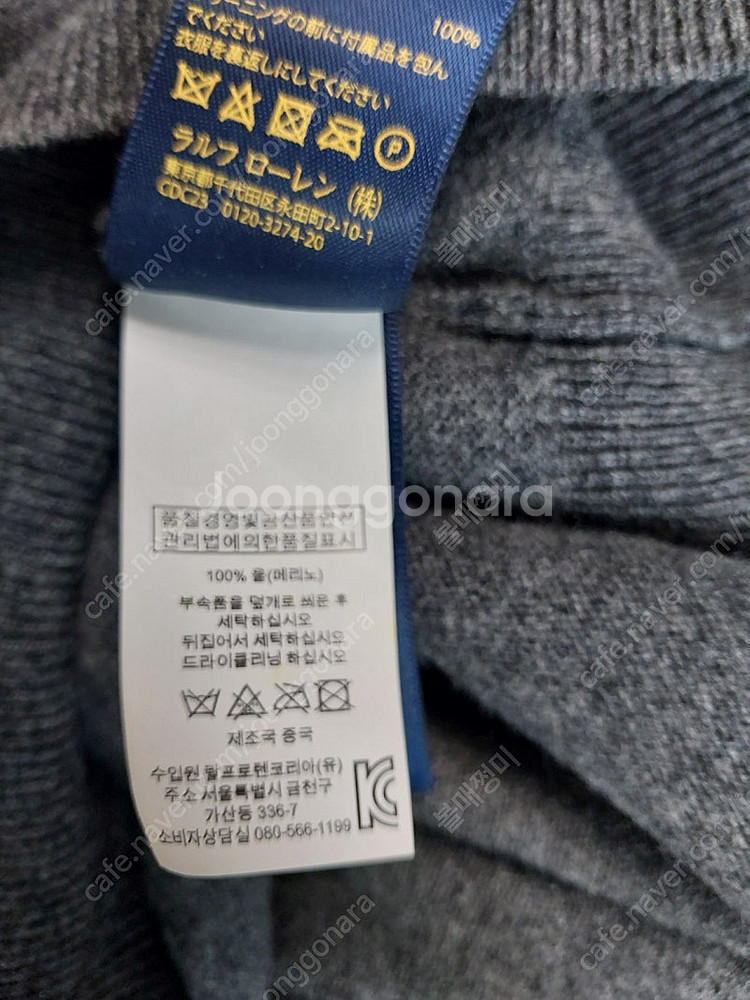 100%
クリーニングの前に付属品を包ん
でください
衣服を裏返しにしてください
P
ラルフ ローレン (株)
東京都千代田区永田町2-10-1
CDC23 0120-3274-20
품질경영및공산품안전
관리법에의한품질표시
100% 울(메리노)
부속품을 덮개로 씌운 후
세탁하십시오
뒤집어서 세탁하십시오
드라이클리닝 하십시오
제조국 중국
수입원 랄프로렌코리아(유)
주소 서울특별시 금천구
가산동 336-7
소비자상담실 080-566-1199
Joonggonara
cafe.naver.com/joonggonara
볼매찡미